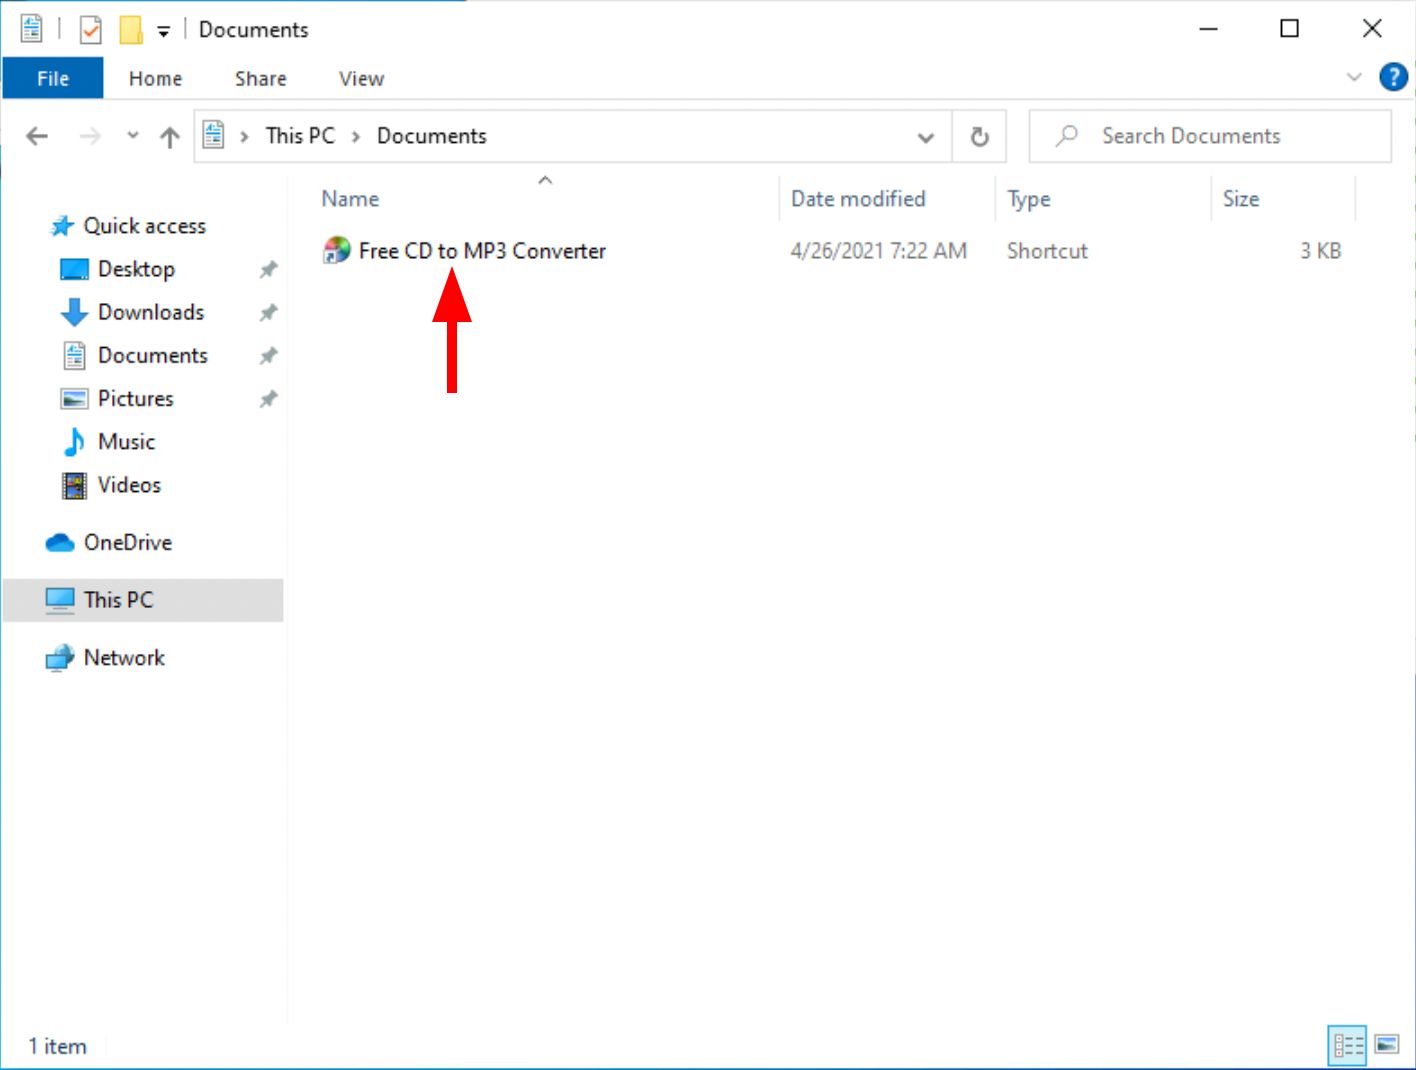 Documents
File Home Share View
This PC Documents
Search Documents
Name Date modified Type Size
Free CD to MP3 Converter 4/26/2021 7:22 AM Shortcut 3 KB
Quick access
Desktop
Downloads
Documents
Pictures
Music
Videos
OneDrive
This PC
Network
1 item